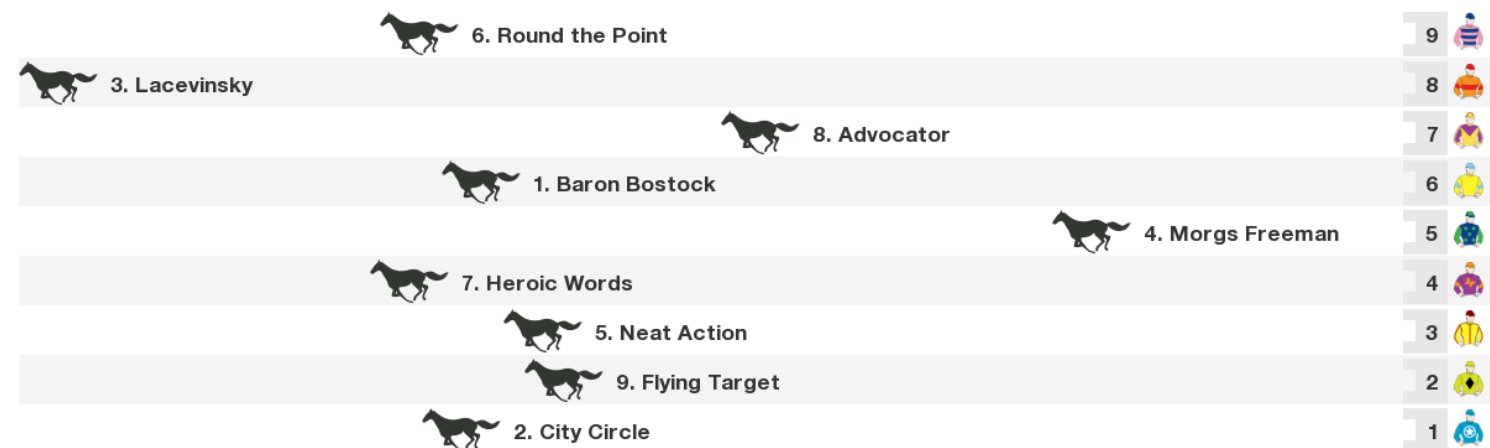 6. Round the Point 9
3. Lacevinsky 8
8. Advocator 7
1. Baron Bostock 6
4. Morgs Freeman 5
7. Heroic Words 4
5. Neat Action 3
9. Flying Target 2
2. City Circle 1